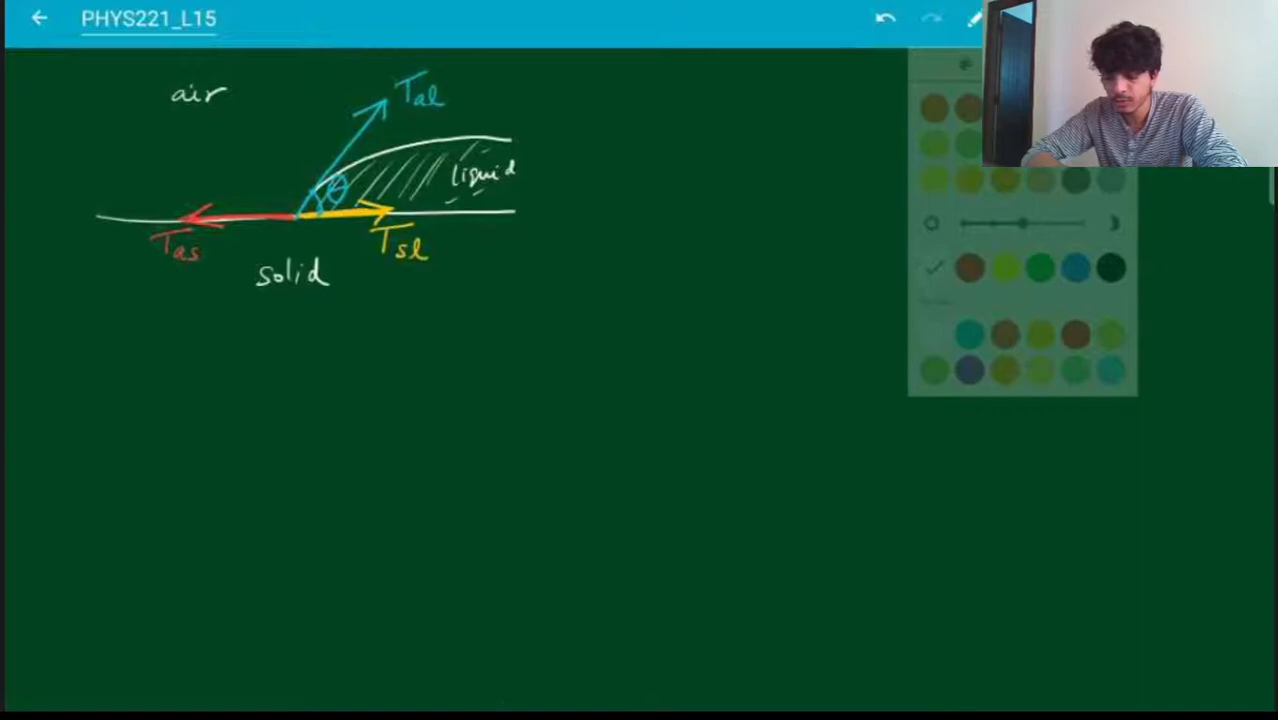 PHYS221_L15
air
Tal
θ
liquid
Tas
Tsl
solid